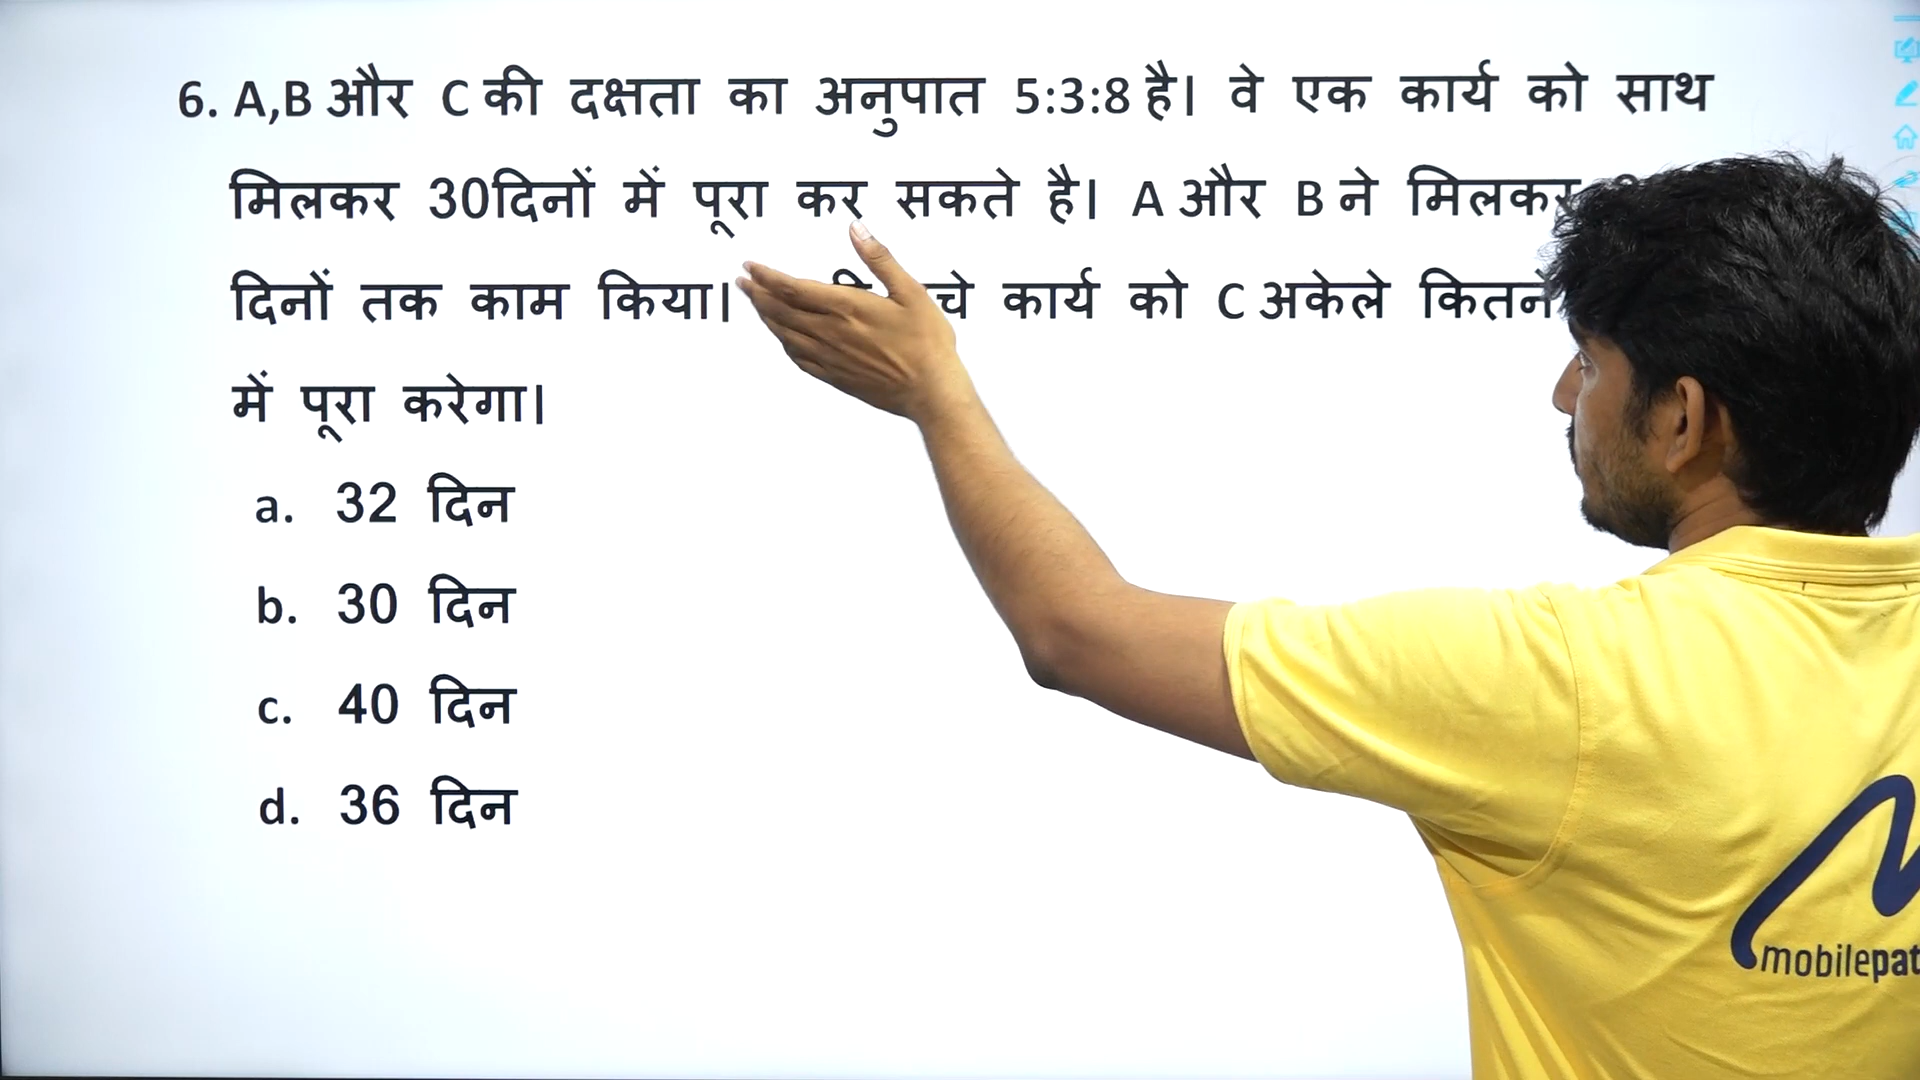 6. A,B और C की दक्षता का अनुपात 5:3:8 है। वे एक कार्य को साथ
मिलकर 30दिनों में पूरा कर सकते है। A और B ने मिलकर
दिनों तक काम किया। कार्य को C अकेले कितने
में पूरा करेगा।
a. 32 दिन
b. 30 दिन
c. 40 दिन
d. 36 दिन
mobilepat